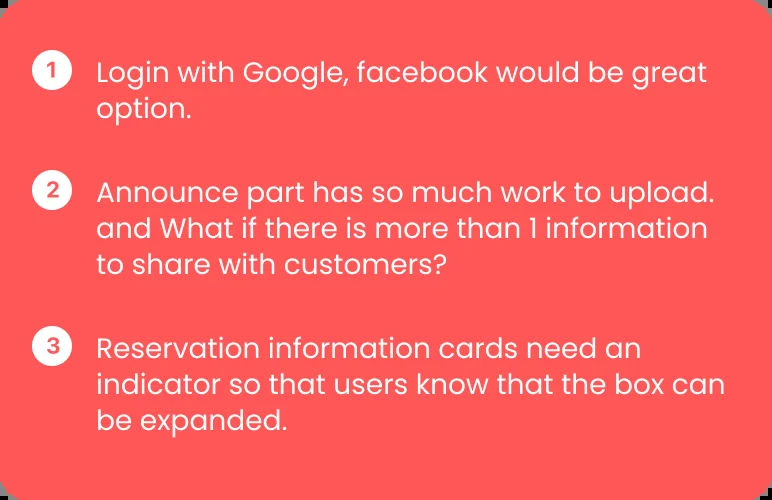 1 Login with Google, facebook would be great
option.
2 Announce part has so much work to upload.
and What if there is more than 1 information
to share with customers?
3 Reservation information cards need an
indicator so that users know that the box can
be expanded.